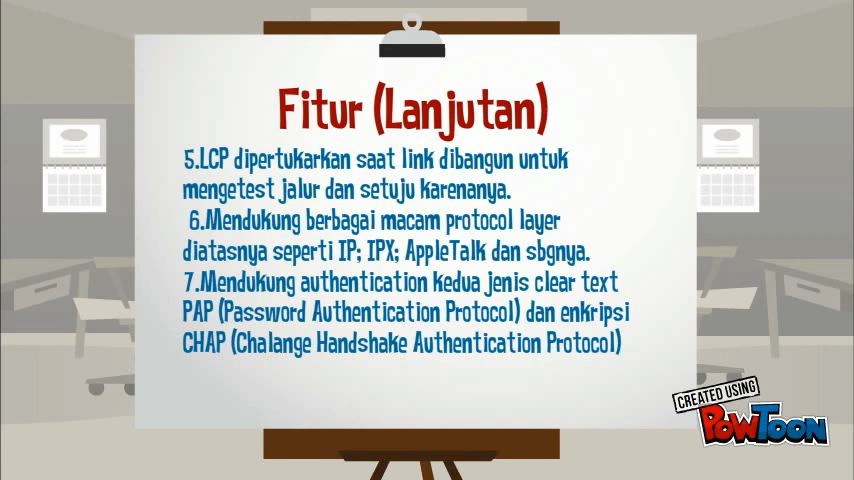 Fitur (Lanjutan)
5.LCP dipertukarkan saat link dibangun untuk
mengetest jalur dan setuju karenanya.
6.Mendukung berbagai macam protocol layer
diatasnya seperti IP; IPX; AppleTalk dan sbgnya.
7.Mendukung authentication kedua jenis clear text
PAP (Password Authentication Protocol) dan enkripsi
CHAP (Chalange Handshake Authentication Protocol)
CREATED USING
POWTOON